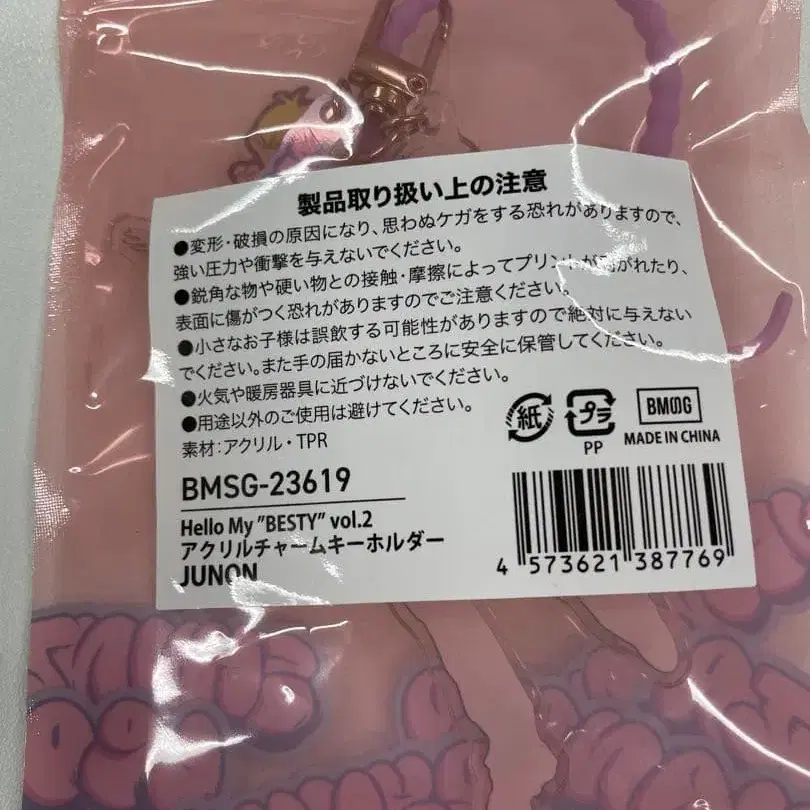 製品取り扱い上の注意
●変形・破損の原因になり、思わぬケガをする恐れがありますので、
強い圧力や衝撃を与えないでください。
●鋭角な物や硬い物との接触・摩擦によってプリントが剥がれたり、
表面に傷がつく恐れがありますのでご注意ください。
●小さなお子様は誤飲する可能性がありますので絶対に与えない
でください。また手の届かないところに安全に保管してください。
●火気や暖房器具に近づけないでください。
●用途以外のご使用は避けてください。
素材：アクリル・TPR
紙
プラ
PP
BMSG
MADE IN CHINA
BMSG-23619
Hello My "BESTY" vol.2
アクリルチャームキーホルダー
JUNON
4 573621 387769